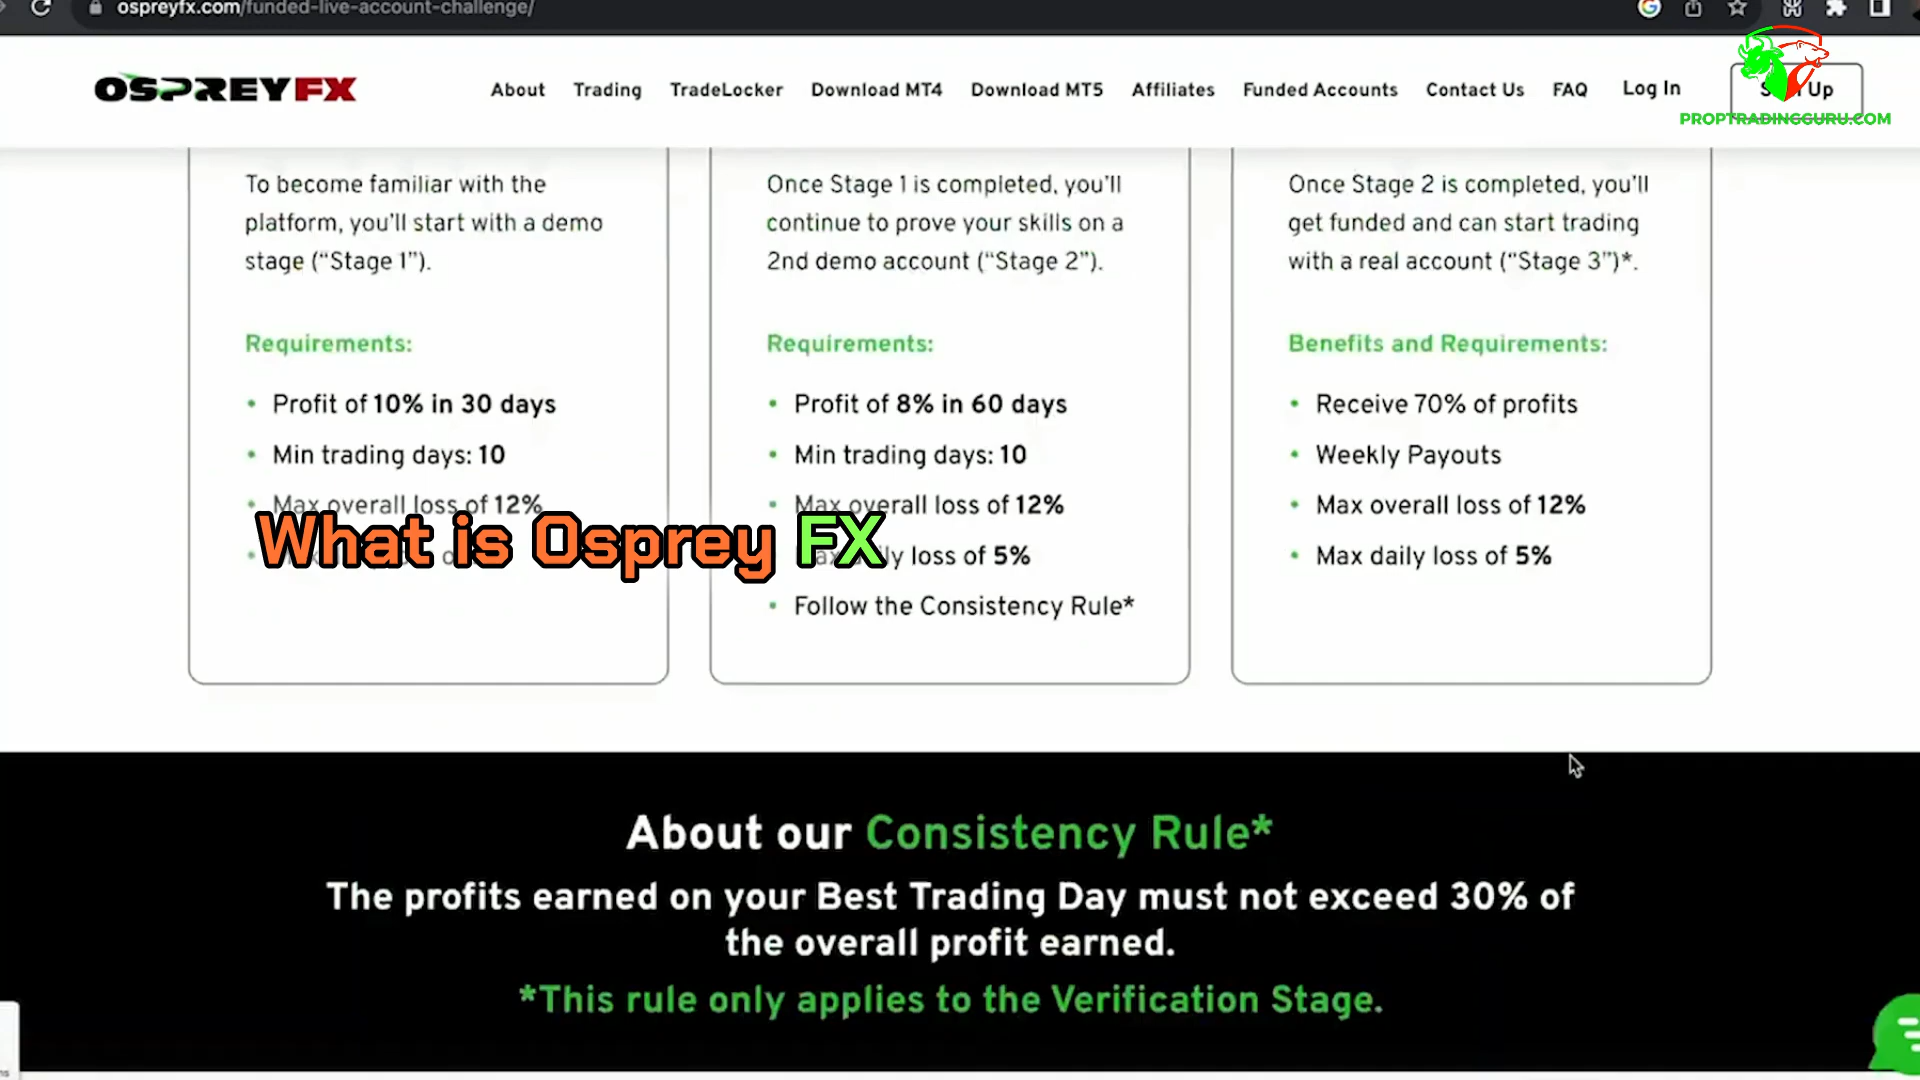 ospreyfx.com/funded-live-account-challenge/
OSPREYFX
About Trading TradeLocker Download MT4 Download MT5 Affiliates Funded Accounts Contact Us FAQ Log In Up
PROPTRADINGGURU.COM
To become familiar with the
platform, you'll start with a demo
stage (“Stage 1”).
Requirements:
• Profit of 10% in 30 days
• Min trading days: 10
• Max overall loss of 12%
Once Stage 1 is completed, you'll
continue to prove your skills on a
2nd demo account (“Stage 2”).
Requirements:
• Profit of 8% in 60 days
• Min trading days: 10
• Max overall loss of 12%
loss of 5%
• Follow the Consistency Rule*
Once Stage 2 is completed, you'll
get funded and can start trading
with a real account (“Stage 3”)*.
Benefits and Requirements:
• Receive 70% of profits
• Weekly Payouts
• Max overall loss of 12%
• Max daily loss of 5%
What is Osprey FX
About our Consistency Rule*
The profits earned on your Best Trading Day must not exceed 30% of
the overall profit earned.
*This rule only applies to the Verification Stage.